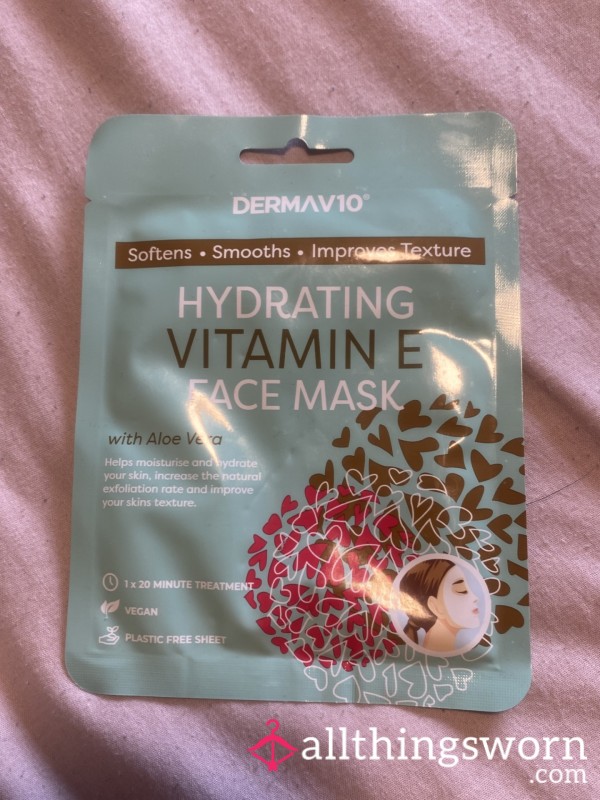 DERMAV10®
Softens • Smooths • Improves Texture
HYDRATING
VITAMIN E
FACE MASK
with Aloe Vera
Helps moisturise and hydrate
your skin, increase the natural
exfoliation rate and improve
your skins texture.
1 x 20 MINUTE TREATMENT
VEGAN
PLASTIC FREE SHEET
allthingsworn
.com